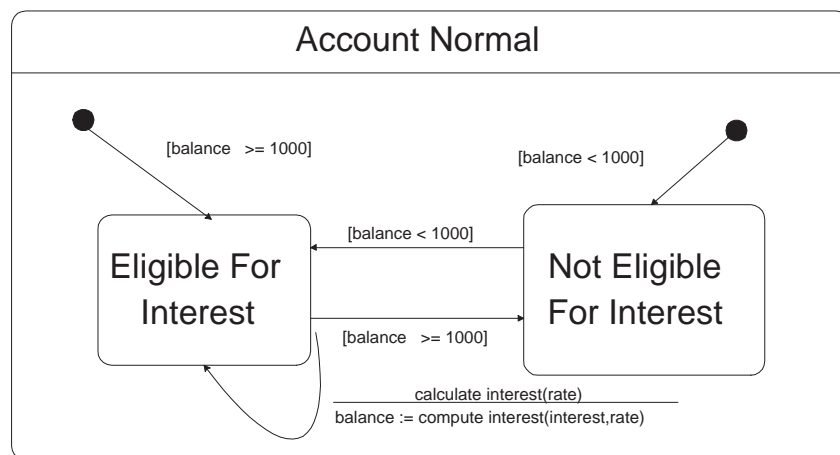 Account Normal
[balance >= 1000]
[balance < 1000]
[balance < 1000]
Eligible For
Interest
Not Eligible
For Interest
[balance >= 1000]
calculate interest(rate)
balance := compute interest(interest,rate)